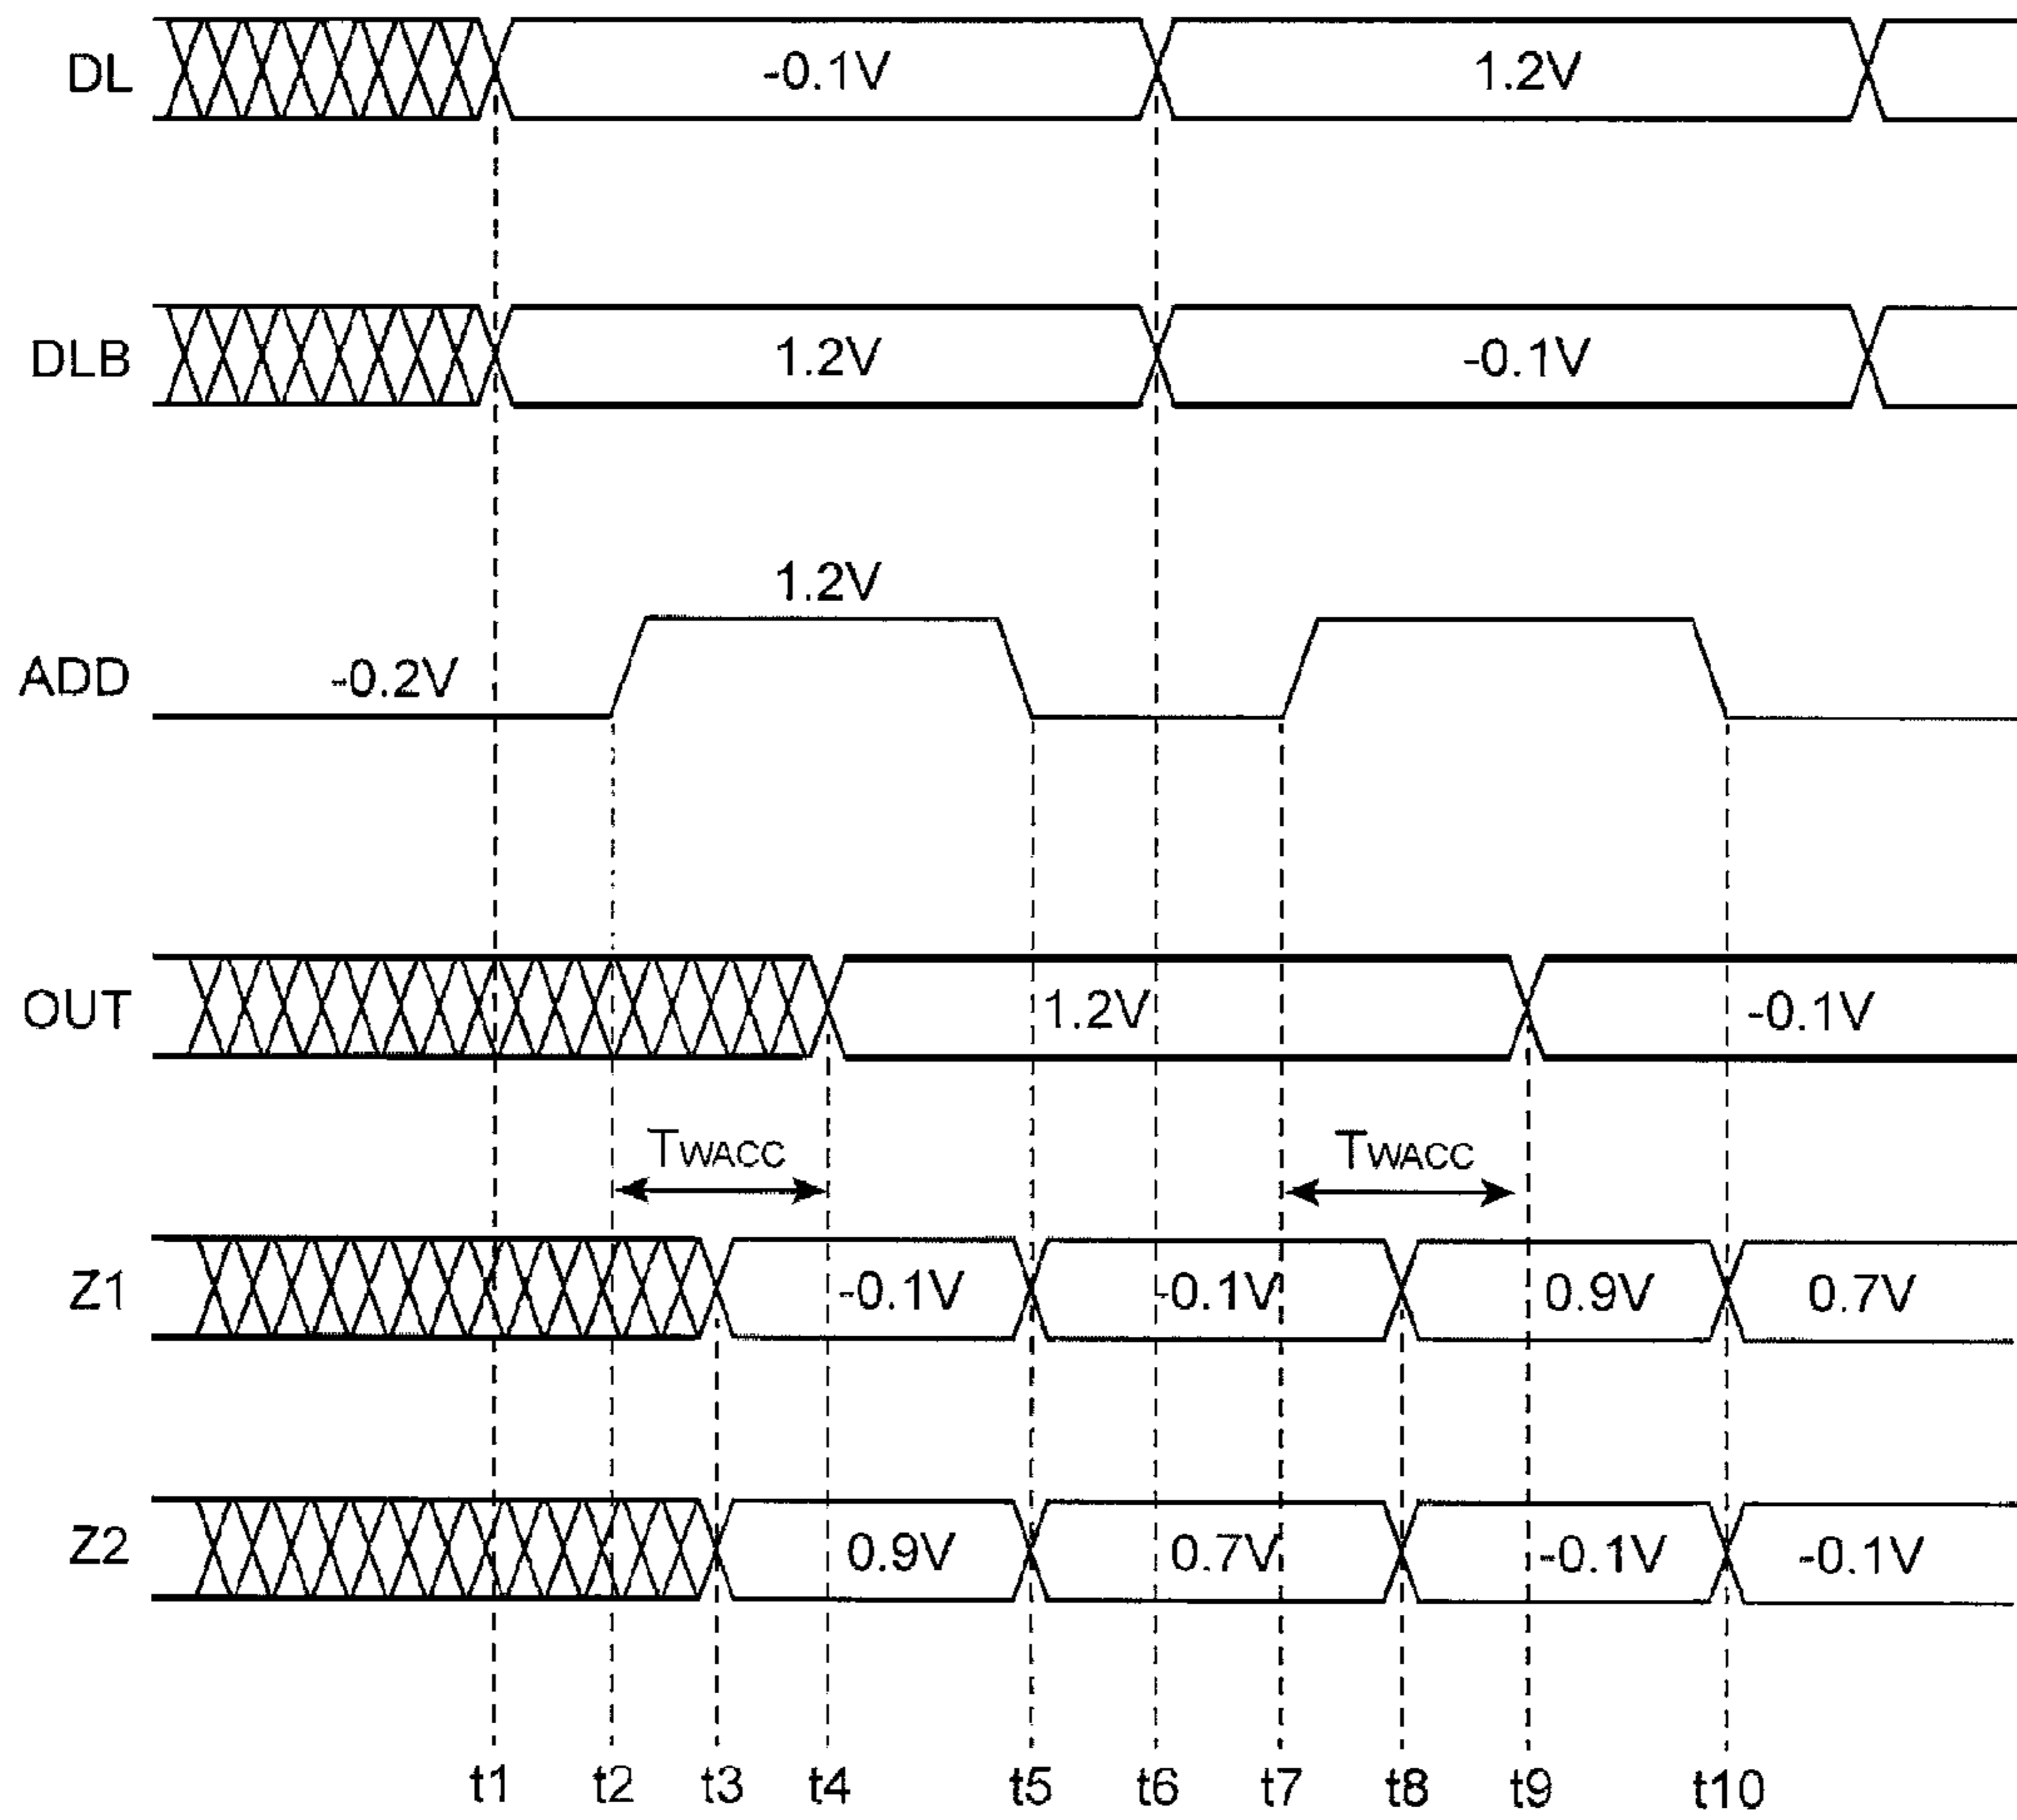 DL -0.1V 1.2V
DLB 1.2V -0.1V
1.2V
ADD -0.2V
OUT 1.2V -0.1V
TWACC TWACC
Z1 -0.1V -0.1V 0.9V 0.7V
Z2 0.9V 0.7V -0.1V -0.1V
t1 t2 t3 t4 t5 t6 t7 t8 t9 t10